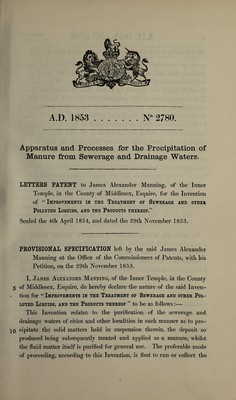 A.D. 1853 . . . . . . . N° 2780.
Apparatus and Processes for the Precipitation of
Manure from Sewerage and Drainage Waters.
LETTERS PATENT to James Alexander Manning, of the Inner
Temple, in the County of Middlesex, Esquire, for the Invention
of “IMPROVEMENTS IN THE TREATMENT OF SEWERAGE AND OTHER
POLLUTED LIQUIDS, AND THE PRODUCTS THEREOF.”
Sealed the 4th April 1854, and dated the 29th November 1853.
PROVISIONAL SPECIFICATION left by the said James Alexander
Manning at the Office of the Commissioners of Patents, with his
Petition, on the 29th November 1853.
I, JAMES ALEXANDER MANNING, of the Inner Temple, in the County
5 of Middlesex, Esquire, do hereby declare the nature of the said Inven-
tion for “IMPROVEMENTS IN THE TREATMENT OF SEWERAGE AND OTHER POL-
LUTED LIQUIDS, AND THE PRODUCTS THEREOF” to be as follows:—
This Invention relates to the purification of the sewerage and
drainage waters of cities and other localities in such manner as to pre-
10 cipitate the solid matters held in suspension therein, the deposit so
produced being subsequently treated and applied as a manure, whilst
the fluid matter itself is purified for general use. The preferable mode
of proceeding, according to this Invention, is first to run or collect the